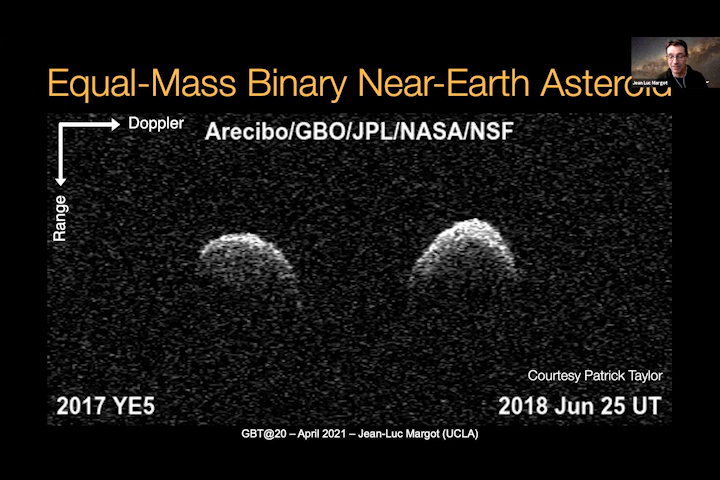 Jean Luc Margot
Equal-Mass Binary Near-Earth Asteroid
Doppler
Arecibo/GBO/JPL/NASA/NSF
Range
Courtesy Patrick Taylor
2017 YE5
2018 Jun 25 UT
GBT@20 – April 2021 – Jean-Luc Margot (UCLA)